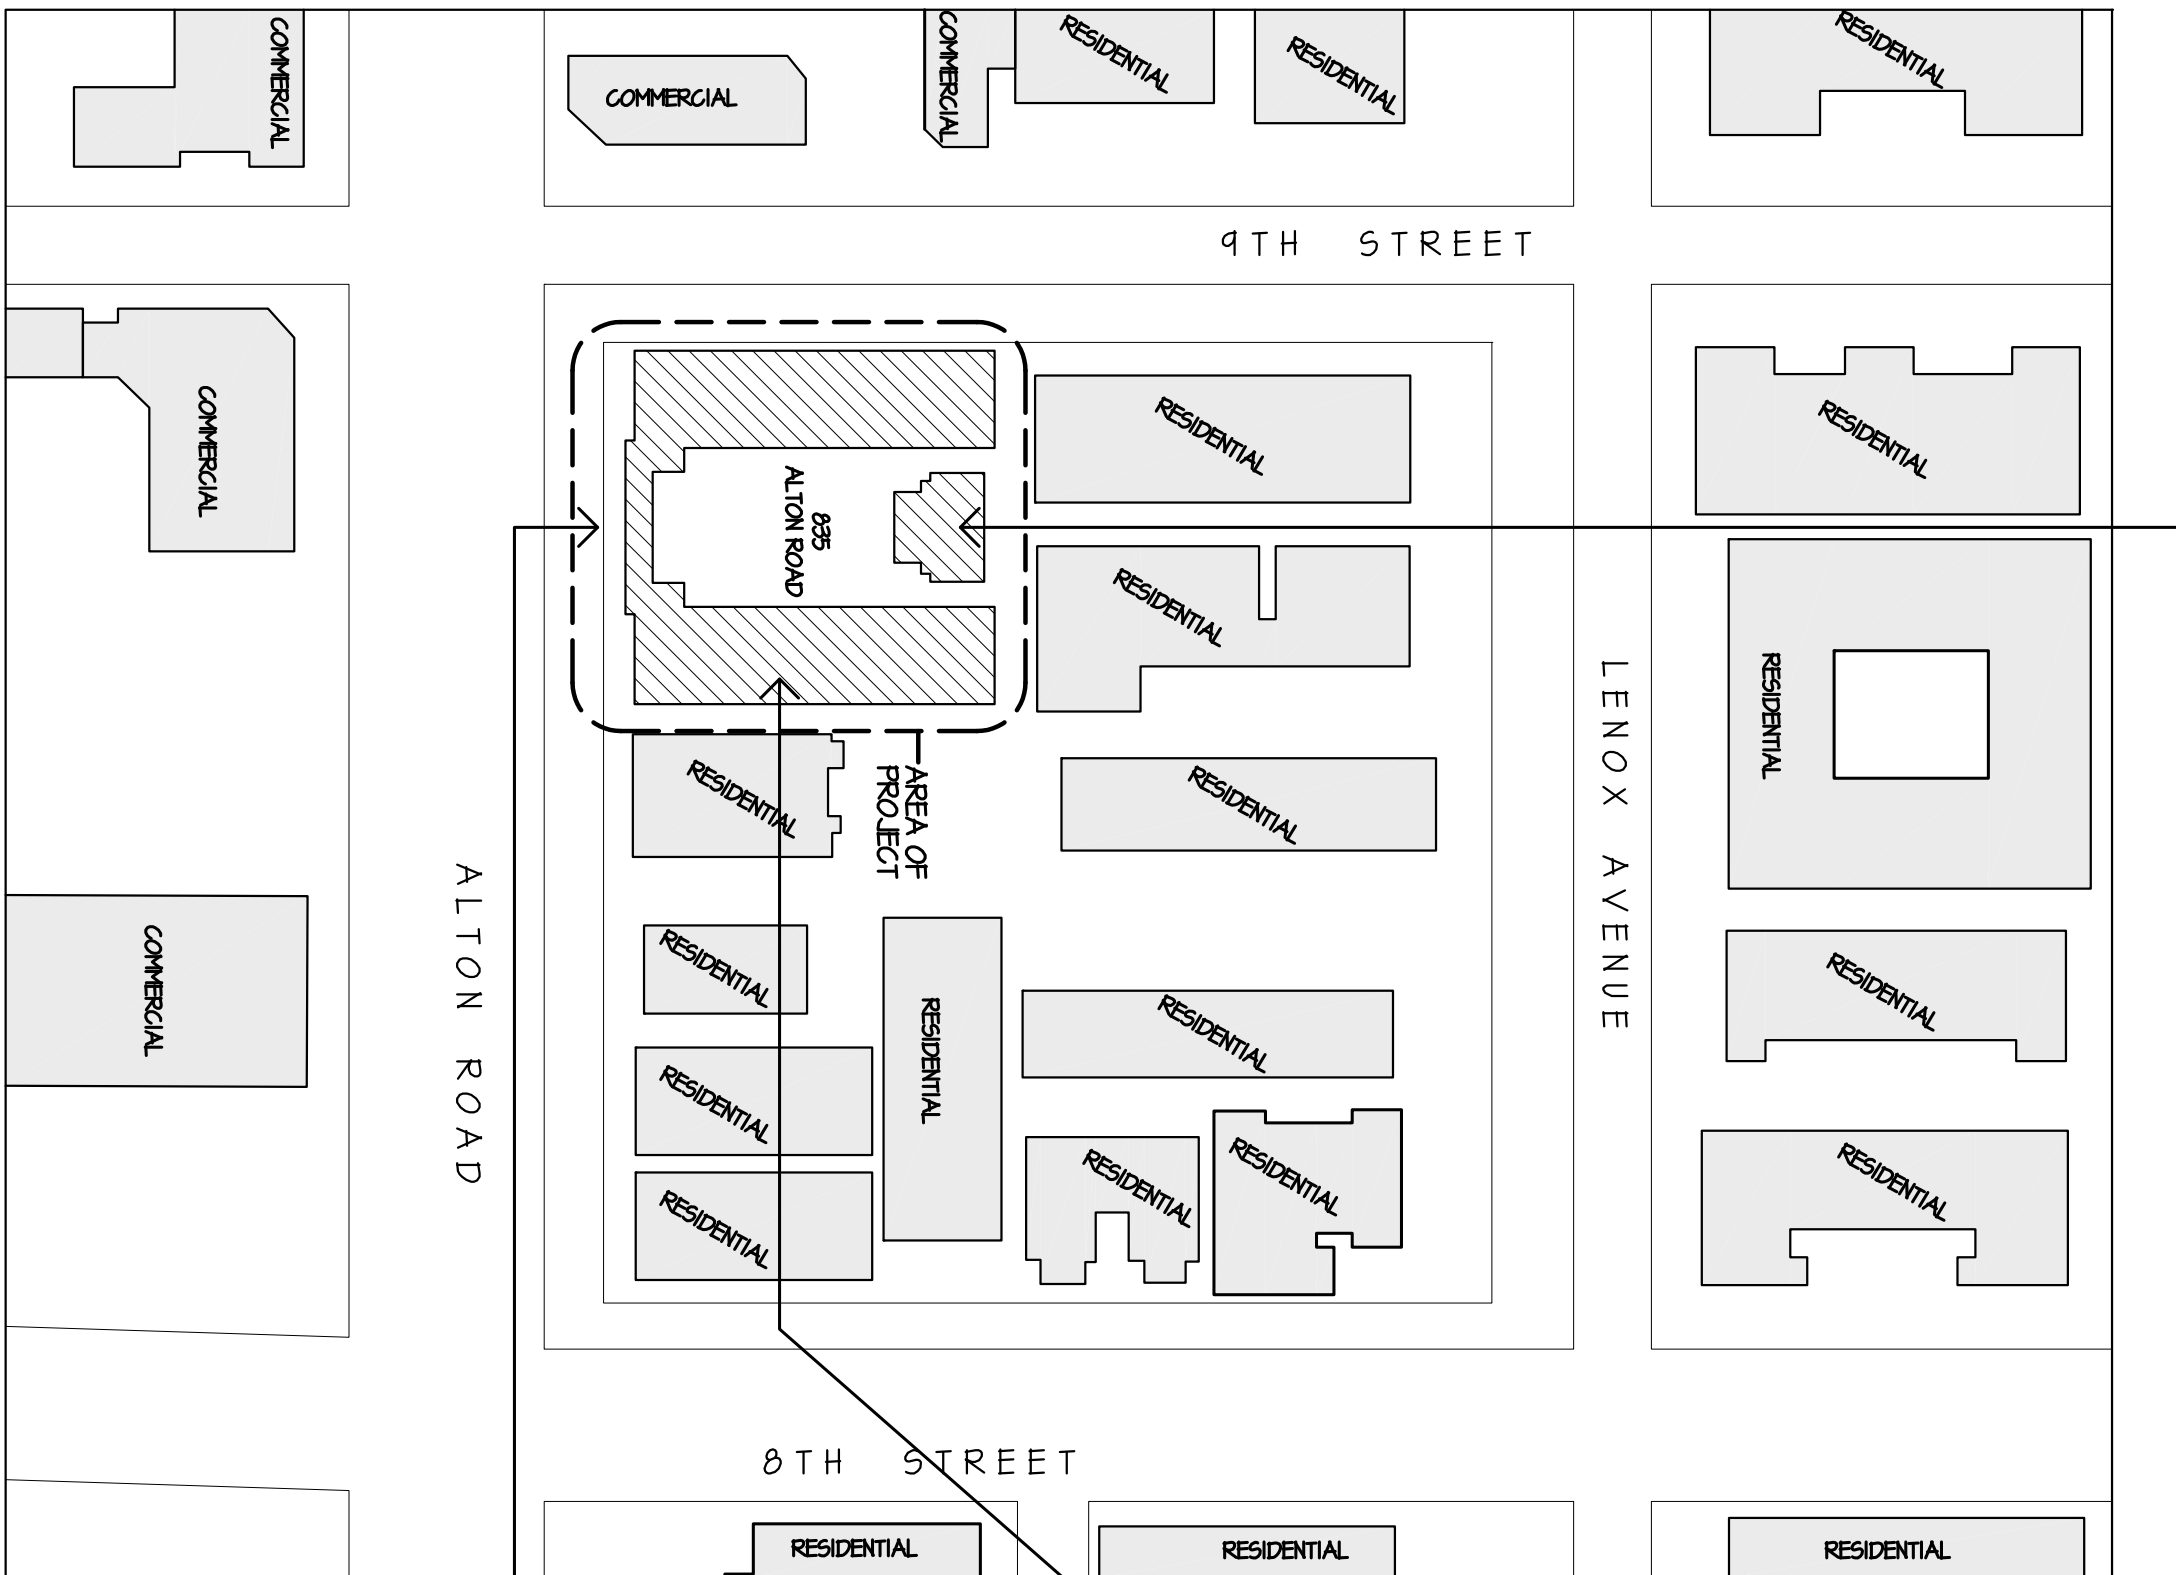 COMMERCIAL
COMMERCIAL
COMMERCIAL
RESIDENTIAL
RESIDENTIAL
RESIDENTIAL
9TH STREET
COMMERCIAL
835
ALTON ROAD
RESIDENTIAL
RESIDENTIAL
RESIDENTIAL
RESIDENTIAL
LENOX AVENUE
RESIDENTIAL
AREA OF
PROJECT
RESIDENTIAL
ALTON ROAD
COMMERCIAL
RESIDENTIAL
RESIDENTIAL
RESIDENTIAL
RESIDENTIAL
RESIDENTIAL
RESIDENTIAL
RESIDENTIAL
RESIDENTIAL
RESIDENTIAL
8TH STREET
RESIDENTIAL
RESIDENTIAL
RESIDENTIAL